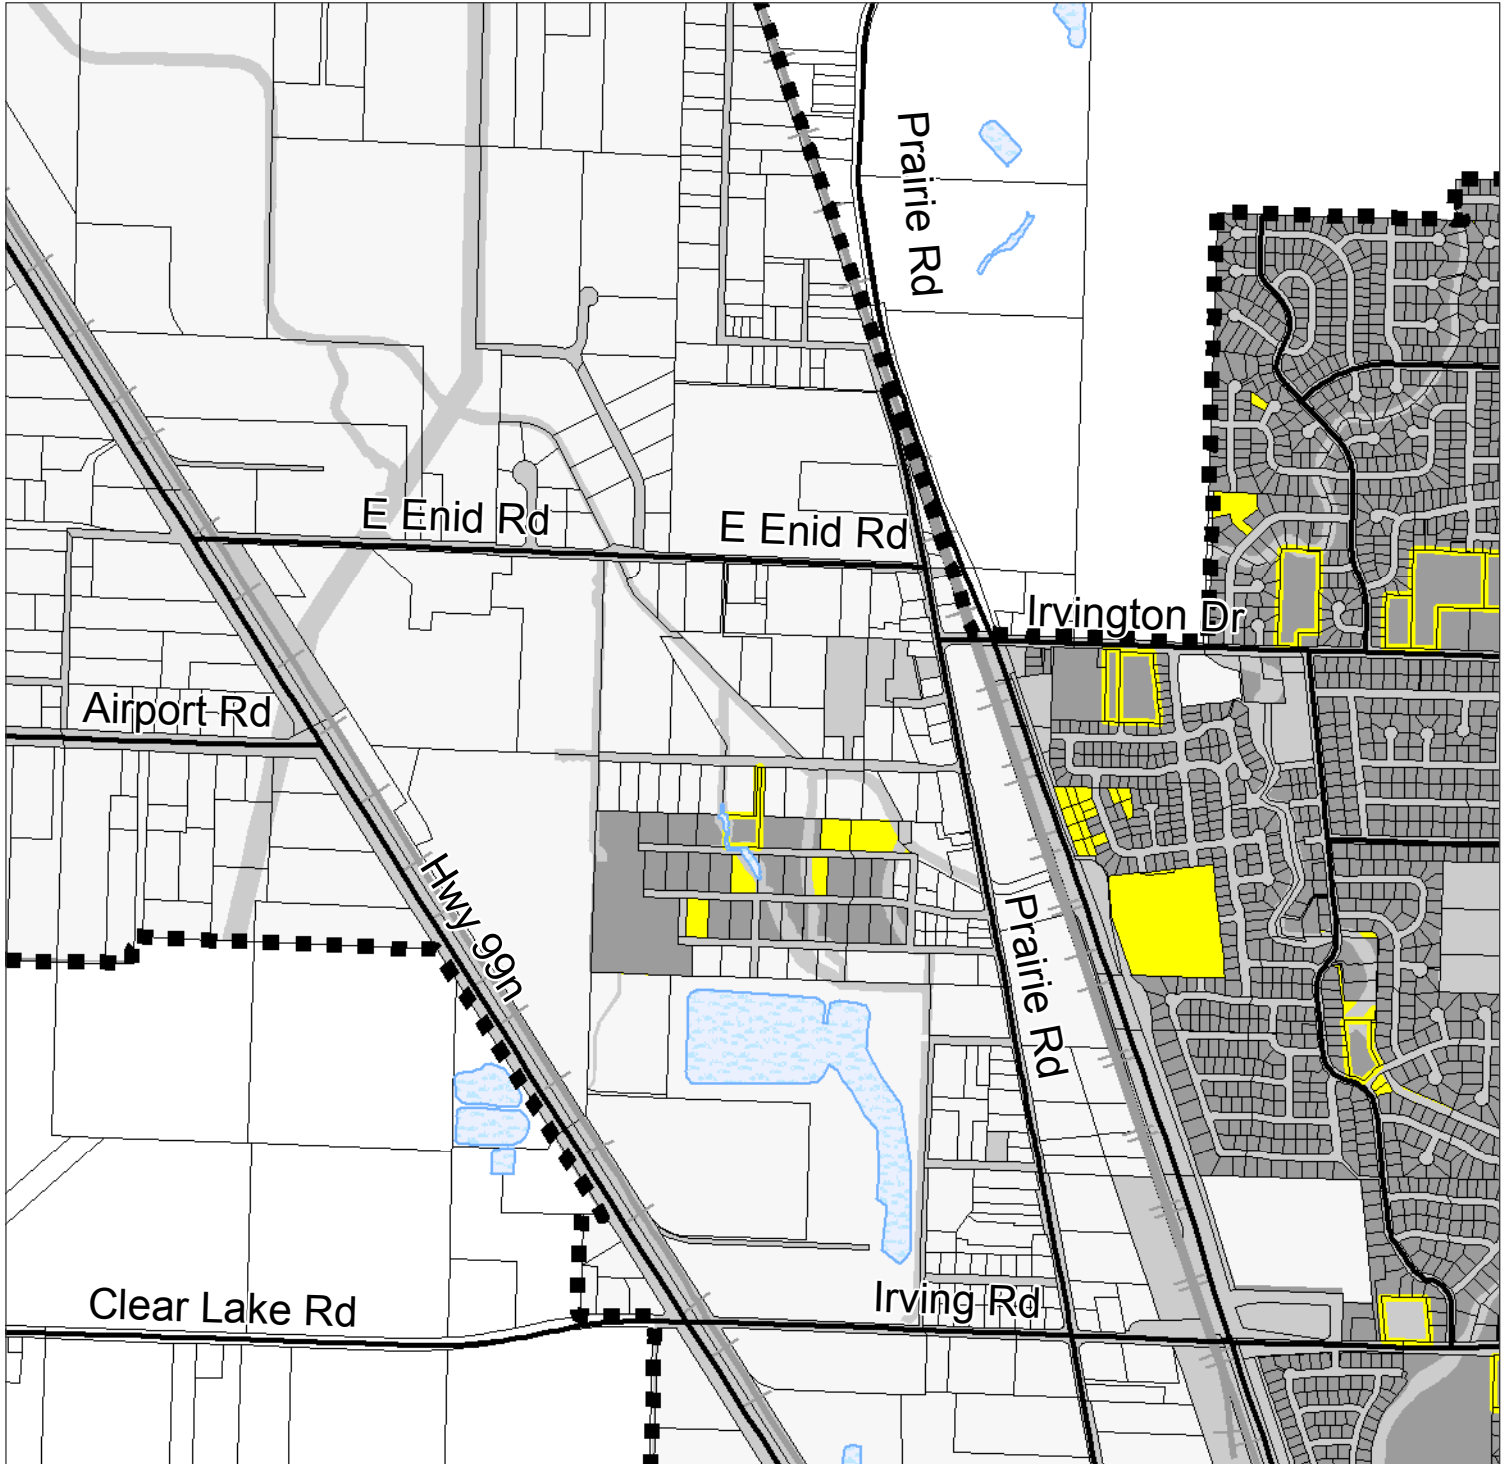 Prairie Rd
E Enid Rd
E Enid Rd
Irvington Dr
Airport Rd
Hwy 99n
Prairie Rd
Clear Lake Rd
Irving Rd